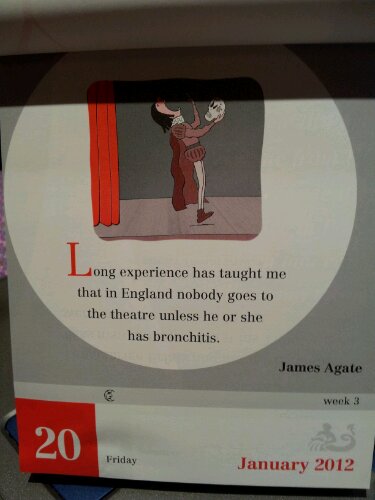 Long experience has taught me
that in England nobody goes to
the theatre unless he or she
has bronchitis.
James Agate
week 3
20
Friday
January 2012